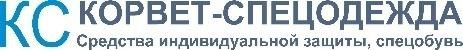 КС КОРВЕТ-СПЕЦОДЕЖДА
Средства индивидуальной защиты, спецобувь